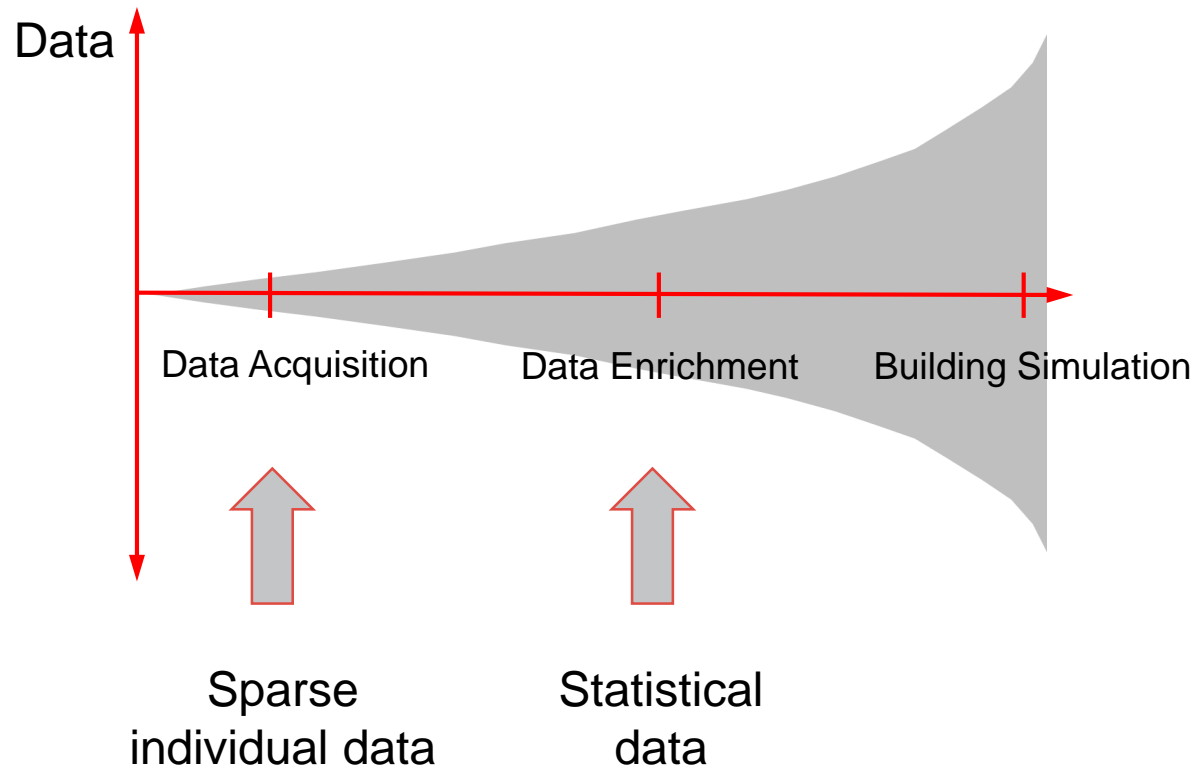 Data
Data Acquisition
Data Enrichment
Building Simulation
Sparse
individual data
Statistical
data